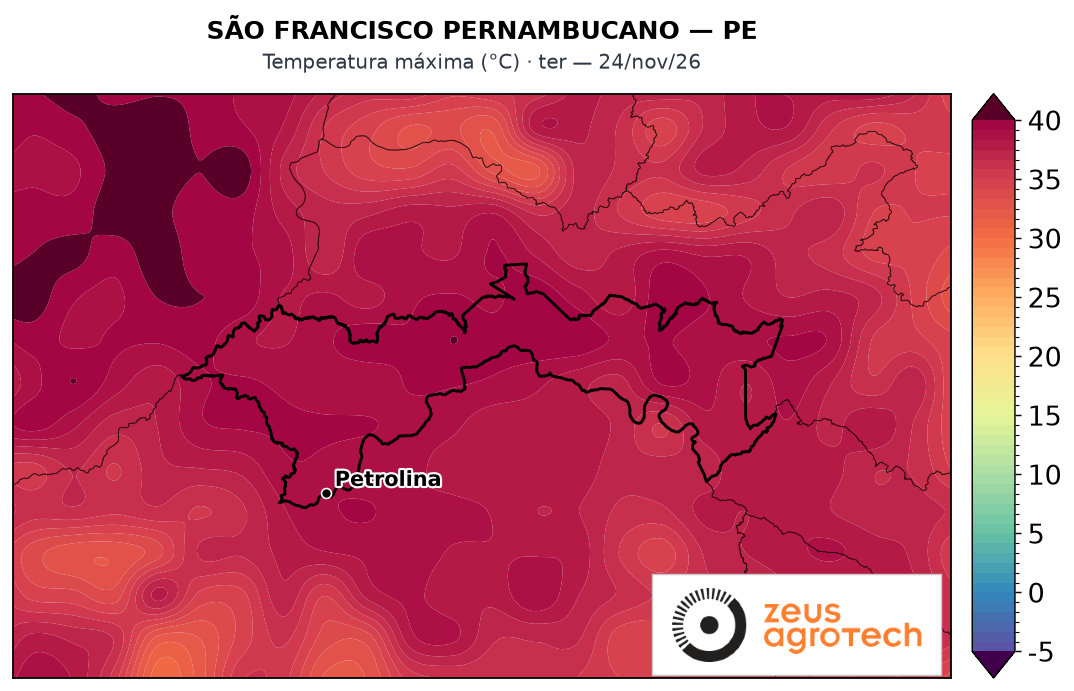 SÃO FRANCISCO PERNAMBUCANO — PE
Temperatura máxima (°C) · ter — 24/nov/26
40
35
30
25
20
15
10
5
0
-5
Petrolina
zeus
agrotech